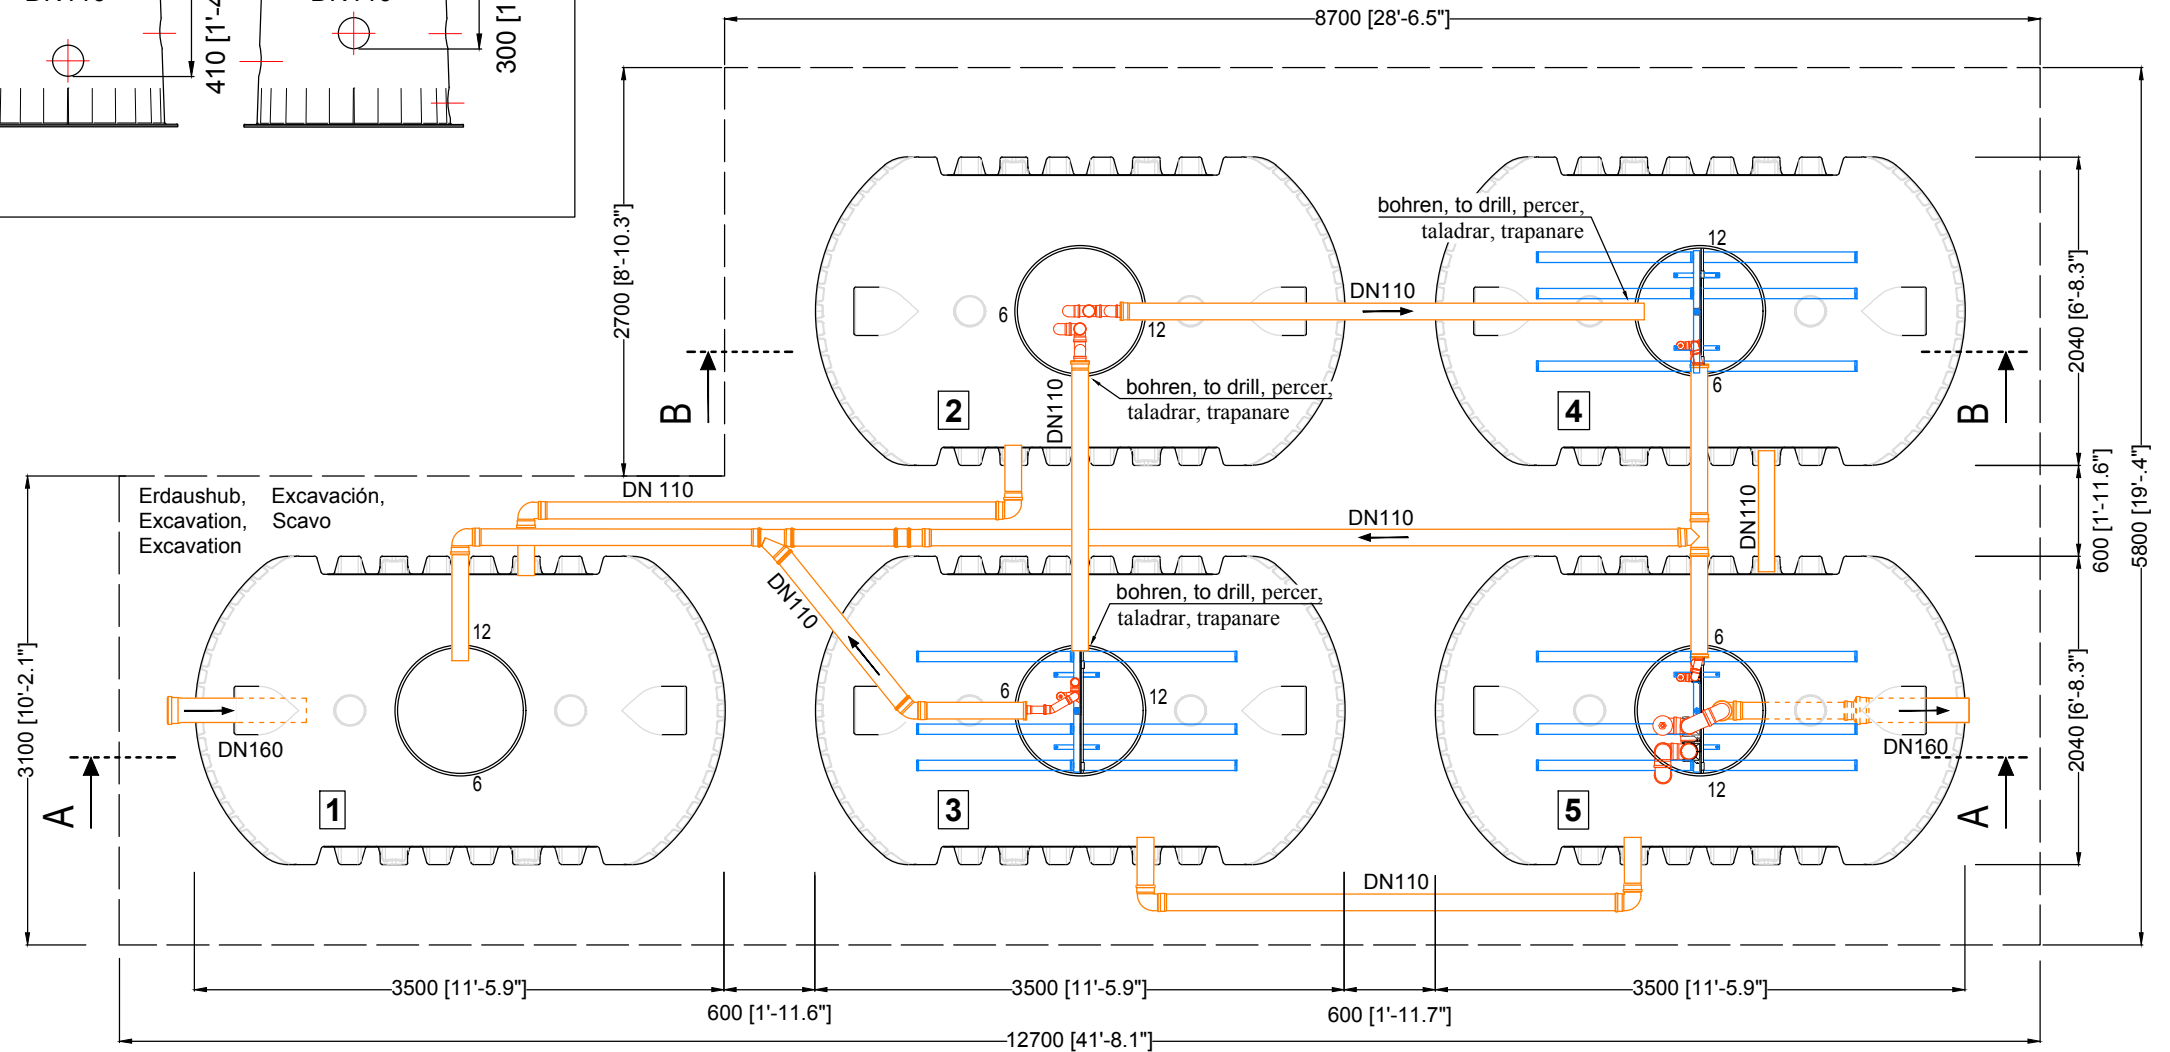 8700 [28'-6.5"]
410 [1'-4
300 [1
2700 [8'-10.3"]
bohren, to drill, percer,
taladrar, trapanare
12
DN110
6
12
2040 [6'-8.3"]
B
2
DN110
bohren, to drill, percer,
taladrar, trapanare
6
4
B
600 [1'-11.6"]
5800 [19'-.4"]
Erdaushub,
Excavation,
Excavation
Excavación,
Scavo
DN 110
DN110
DN110
DN110
bohren, to drill, percer,
taladrar, trapanare
12
6
6
12
3100 [10'-2.1"]
DN160
DN160
2040 [6'-8.3"]
A
1
6
3
5
12
A
DN110
3500 [11'-5.9"]
3500 [11'-5.9"]
3500 [11'-5.9"]
600 [1'-11.6"]
600 [1'-11.7"]
12700 [41'-8.1"]